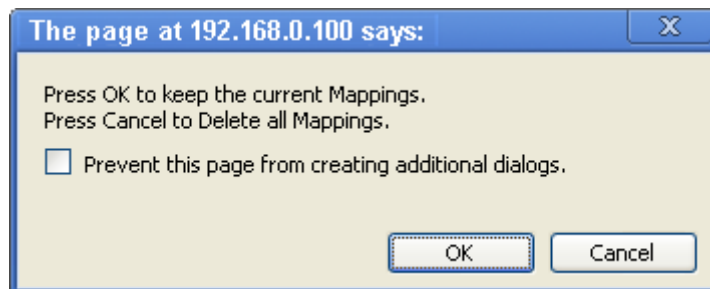 The page at 192.168.0.100 says:
Press OK to keep the current Mappings.
Press Cancel to Delete all Mappings.
Prevent this page from creating additional dialogs.
OK Cancel